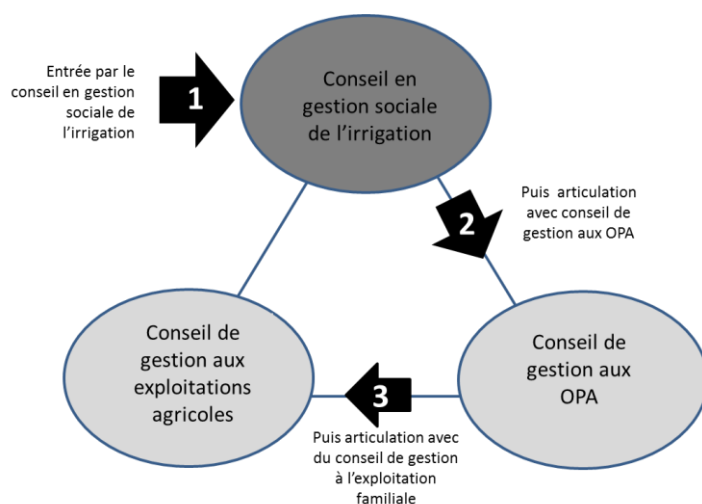 Entrée par le
conseil en gestion
sociale de
l’irrigation
1
Conseil en
gestion sociale
de l’irrigation
2
Puis articulation
avec conseil de
gestion aux OPA
Conseil de
gestion aux
exploitations
agricoles
3
Conseil de
gestion aux
OPA
Puis articulation avec
du conseil de gestion
à l’exploitation
familiale